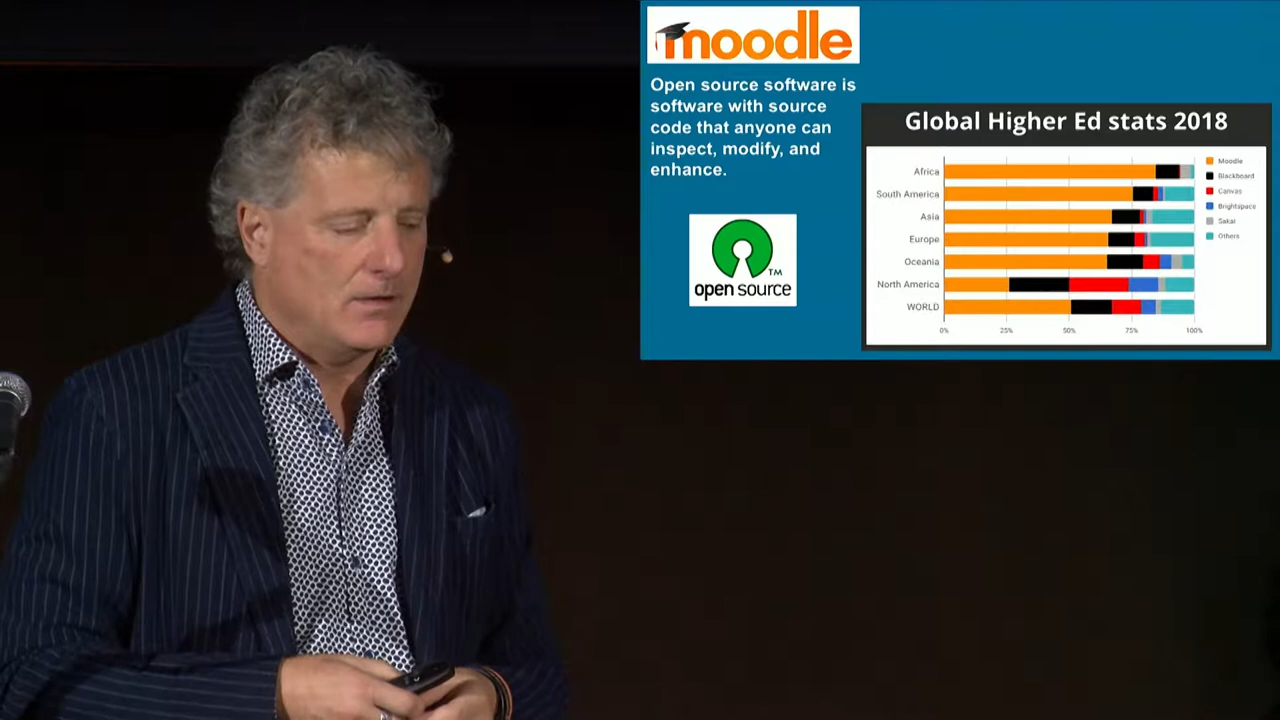 moodle
Open source software is
software with source
code that anyone can
inspect, modify, and
enhance.
open source
TM
Global Higher Ed stats 2018
Africa
South America
Asia
Europe
Oceania
North America
WORLD
0%
25%
50%
75%
100%
Moodle
Blackboard
Canvas
Brightspace
Sakai
Others